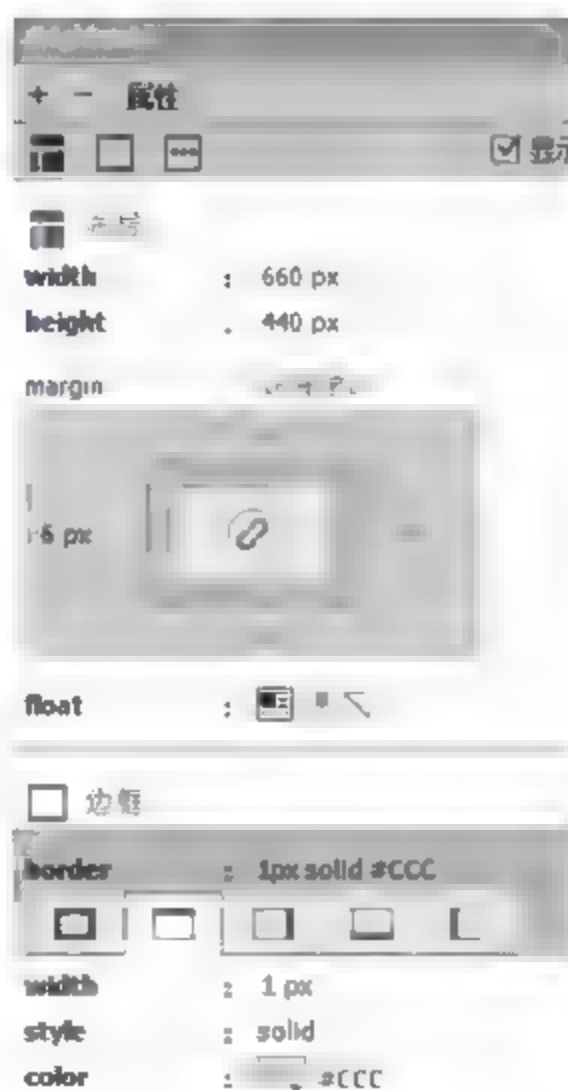 + - 属性
显示
width : 660 px
height : 440 px
margin
px
float :
边框
border : 1px solid #CCC
width : 1 px
style : solid
color : #CCC